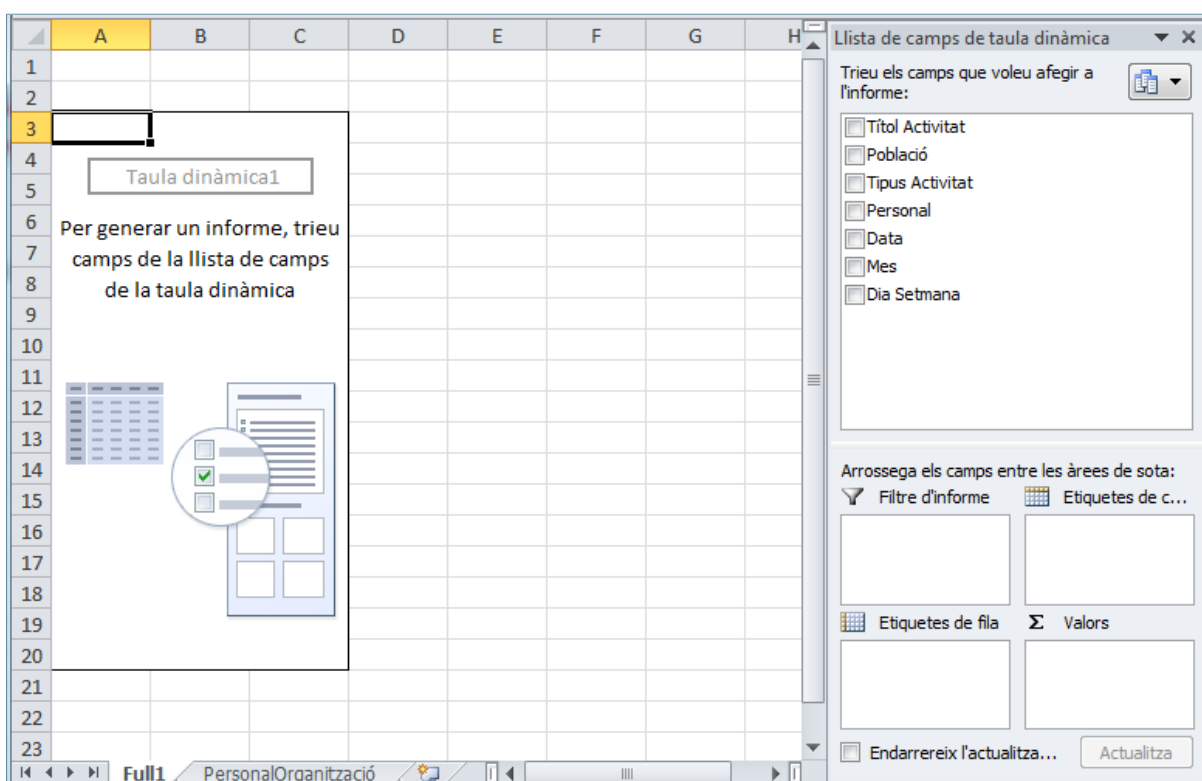 A B C D E F G H
Llista de camps de taula dinàmica
1
Trieu els camps que voleu afegir a
l'informe:
2
3
Títol Activitat
4
Població
Taula dinàmica1
5
Tipus Activitat
6
Personal
Per generar un informe, trieu
7
Data
camps de la llista de camps
8
Mes
de la taula dinàmica
Dia Setmana
9
10
11
12
13
14
Arrossega els camps entre les àrees de sota:
15
Filtre d'informe Etiquetes de c...
16
17
18
19
Etiquetes de fila Σ Valors
20
21
22
23
Endarrereix l'actualitza... Actualitza
Full1 PersonalOrganització